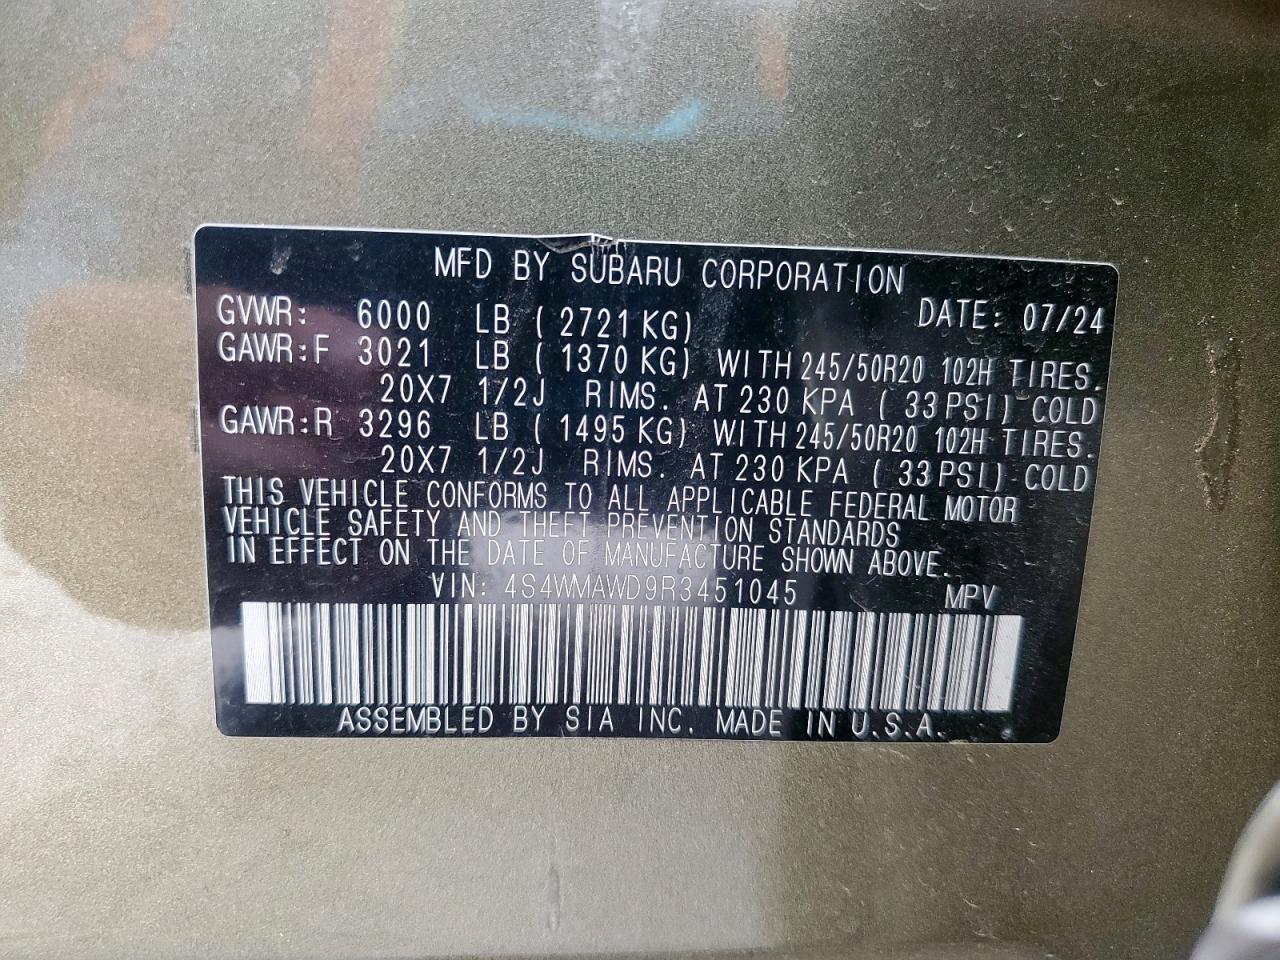 MFD BY SUBARU CORPORATION
GVWR: 6000 LB ( 2721 KG) DATE: 07/24
GAWR:F 3021 LB ( 1370 KG) WITH 245/50R20 102H TIRES.
20X7 1/2J RIMS. AT 230 KPA ( 33 PSI) COLD
GAWR:R 3296 LB ( 1495 KG) WITH 245/50R20 102H TIRES.
20X7 1/2J RIMS. AT 230 KPA ( 33 PSI) COLD
THIS VEHICLE CONFORMS TO ALL APPLICABLE FEDERAL MOTOR
VEHICLE SAFETY AND THEFT PREVENTION STANDARDS
IN EFFECT ON THE DATE OF MANUFACTURE SHOWN ABOVE.
VIN: 4S4WMAWD9R3451045 MPV
ASSEMBLED BY SIA INC. MADE IN U.S.A.